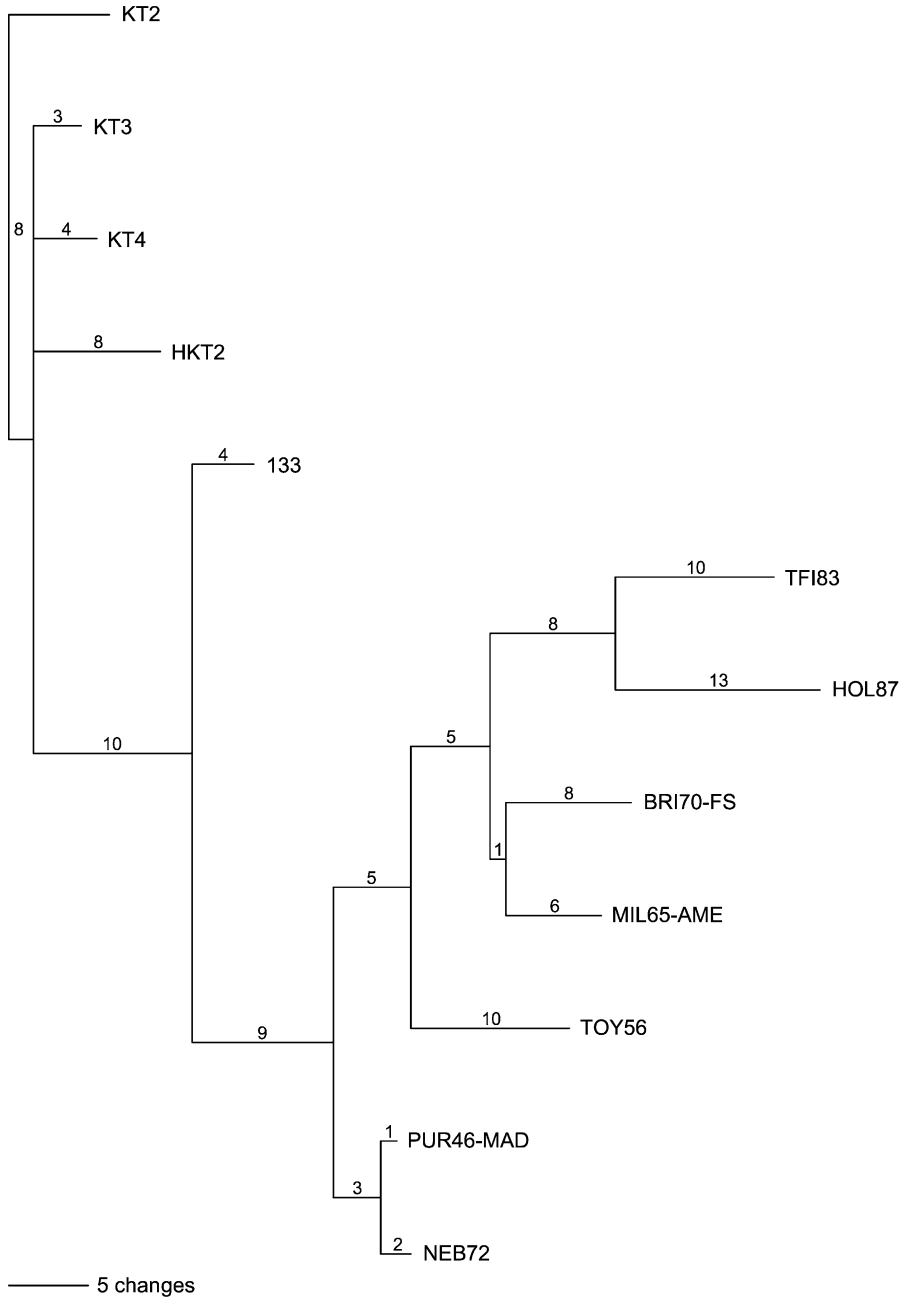 KT2
3
KT3
8
4
KT4
8
HKT2
4
133
10
TFI83
8
13
HOL87
5
10
8
BRI70-FS
1
5
6
MIL65-AME
10
TOY56
9
1
PUR46-MAD
3
2
NEB72
5 changes